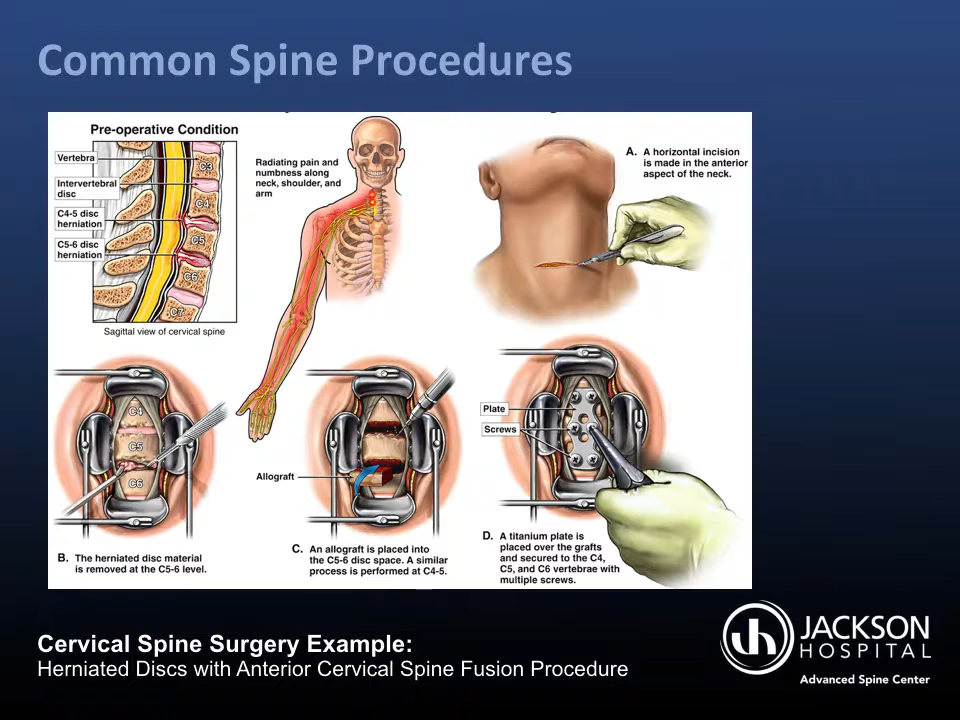 Common Spine Procedures
Pre-operative Condition
Vertebra
Intervertebral
disc
C4-5 disc
herniation
C5-6 disc
herniation
C3
C4
C5
C6
C7
Sagittal view of cervical spine
Radiating pain and
numbness along
neck, shoulder, and
arm
A. A horizontal incision
is made in the anterior
aspect of the neck.
C4
C5
C6
B. The herniated disc material
is removed at the C5-6 level.
Allograft
C. An allograft is placed into
the C5-6 disc space. A similar
process is performed at C4-5.
Plate
Screws
D. A titanium plate is
placed over the grafts
and secured to the C4,
C5, and C6 vertebrae with
multiple screws.
Cervical Spine Surgery Example:
Herniated Discs with Anterior Cervical Spine Fusion Procedure
jh
JACKSON
HOSPITAL
Advanced Spine Center